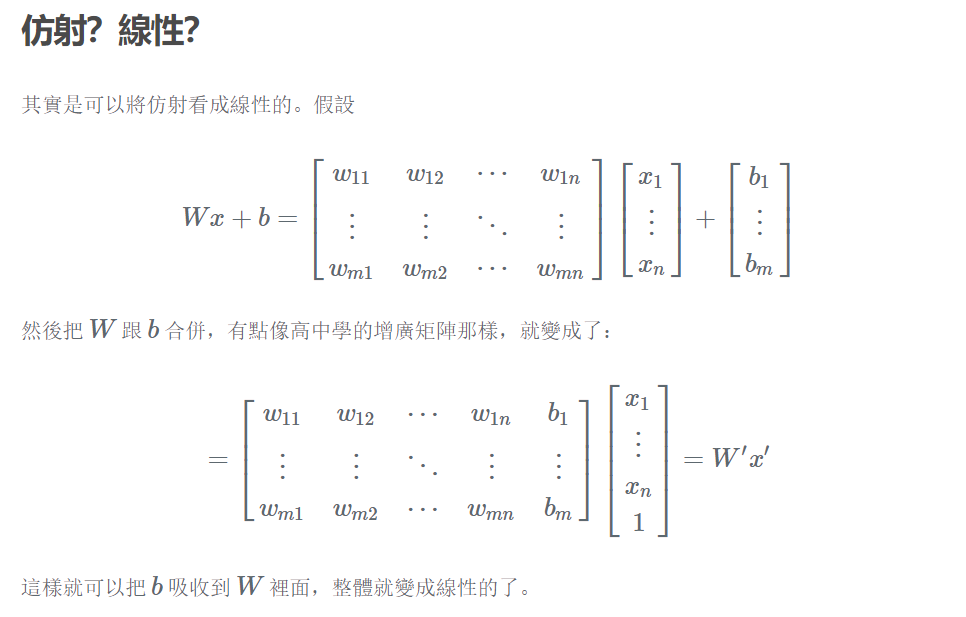 仿射？線性？
其實是可以將仿射看成線性的。假設
$Wx + b = \begin{bmatrix} w_{11} & w_{12} & \cdots & w_{1n} \\ \vdots & \vdots & \ddots & \vdots \\ w_{m1} & w_{m2} & \cdots & w_{mn} \end{bmatrix} \begin{bmatrix} x_1 \\ \vdots \\ x_n \end{bmatrix} + \begin{bmatrix} b_1 \\ \vdots \\ b_m \end{bmatrix}$
然後把 $W$ 跟 $b$ 合併，有點像高中學的增廣矩陣那樣，就變成了：
$= \begin{bmatrix} w_{11} & w_{12} & \cdots & w_{1n} & b_1 \\ \vdots & \vdots & \ddots & \vdots & \vdots \\ w_{m1} & w_{m2} & \cdots & w_{mn} & b_m \end{bmatrix} \begin{bmatrix} x_1 \\ \vdots \\ x_n \\ 1 \end{bmatrix} = W'x'$
這樣就可以把 $b$ 吸收到 $W$ 裡面，整體就變成線性的了。